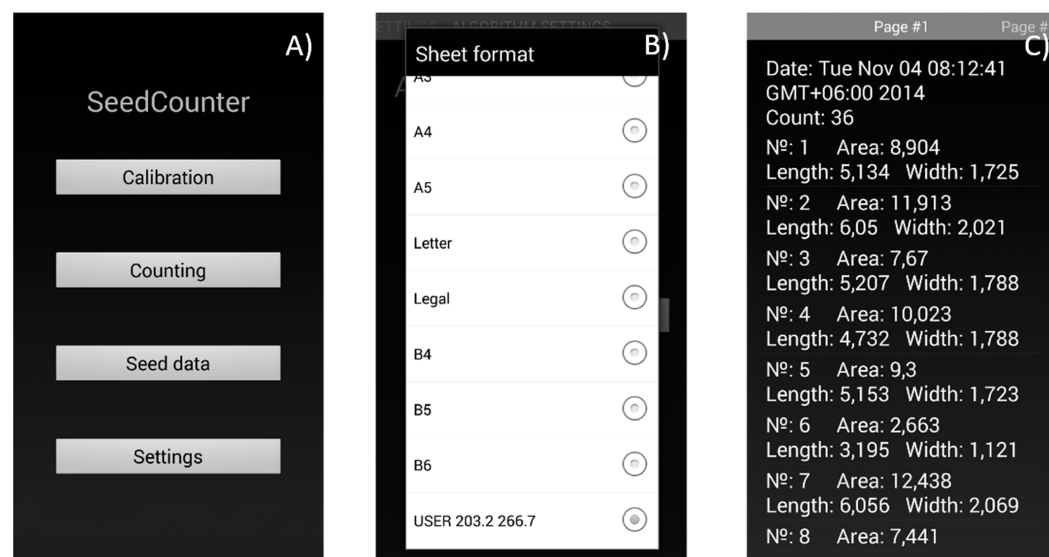 A)
SeedCounter
Calibration
Counting
Seed data
Settings
ETTINGS ALGORITHM SETTINGS
B)
Sheet format
A3
A4
A5
Letter
Legal
B4
B5
B6
USER 203.2 266.7
Page #1 Page #
C)
Date: Tue Nov 04 08:12:41
GMT+06:00 2014
Count: 36
Nº: 1 Area: 8,904
Length: 5,134 Width: 1,725
Nº: 2 Area: 11,913
Length: 6,05 Width: 2,021
Nº: 3 Area: 7,67
Length: 5,207 Width: 1,788
Nº: 4 Area: 10,023
Length: 4,732 Width: 1,788
Nº: 5 Area: 9,3
Length: 5,153 Width: 1,723
Nº: 6 Area: 2,663
Length: 3,195 Width: 1,121
Nº: 7 Area: 12,438
Length: 6,056 Width: 2,069
Nº: 8 Area: 7,441